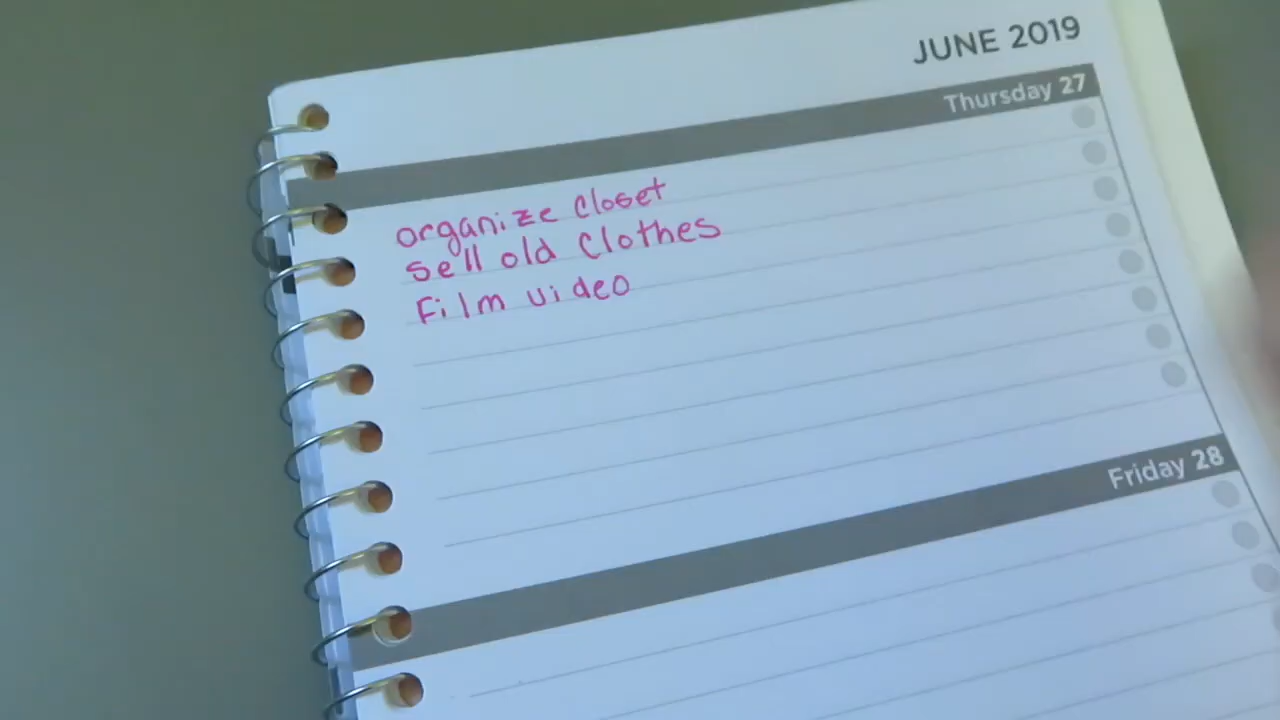 JUNE 2019
Thursday 27
organize closet
sell old clothes
Film video
Friday 28